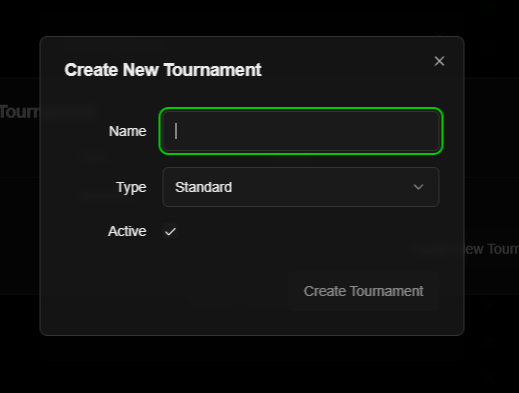 Create New Tournament
Name
Type
Standard
Active
Create Tournament